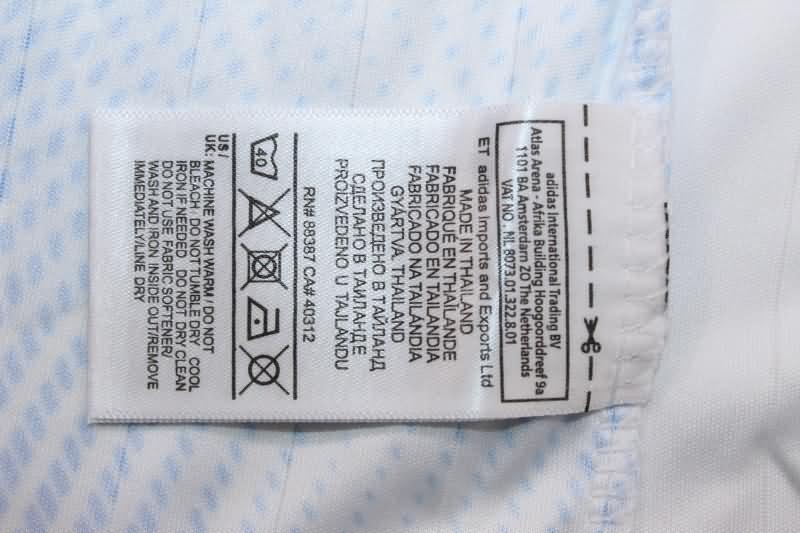 adidas International Trading BV
Atlas Arena - Afrika Building Hoogoorddreef 9a
1101 BA Amsterdam ZO The Netherlands
VAT NO. NL 8073.01.322.B.01
ET adidas Imports and Exports Ltd
MADE IN THAILAND
FABRIQUÉ EN THAÏLANDE
FABRICADO EN TAILANDIA
FABRICADO NA TAILÂNDIA
GYÁRTVA, THAILAND
ПРОИЗВЕДЕНО В ТАЙЛАНД
СДЕЛАНО В ТАИЛАНДЕ
PROIZVEDENO U TAJLANDU
RN# 88387 CA# 40312
40
US /
UK: MACHINE WASH WARM / DO NOT
BLEACH / DO NOT TUMBLE DRY / COOL
IRON IF NEEDED / DO NOT DRY CLEAN
DO NOT USE FABRIC SOFTENER/
WASH AND IRON INSIDE OUT/REMOVE
IMMEDIATELY/LINE DRY